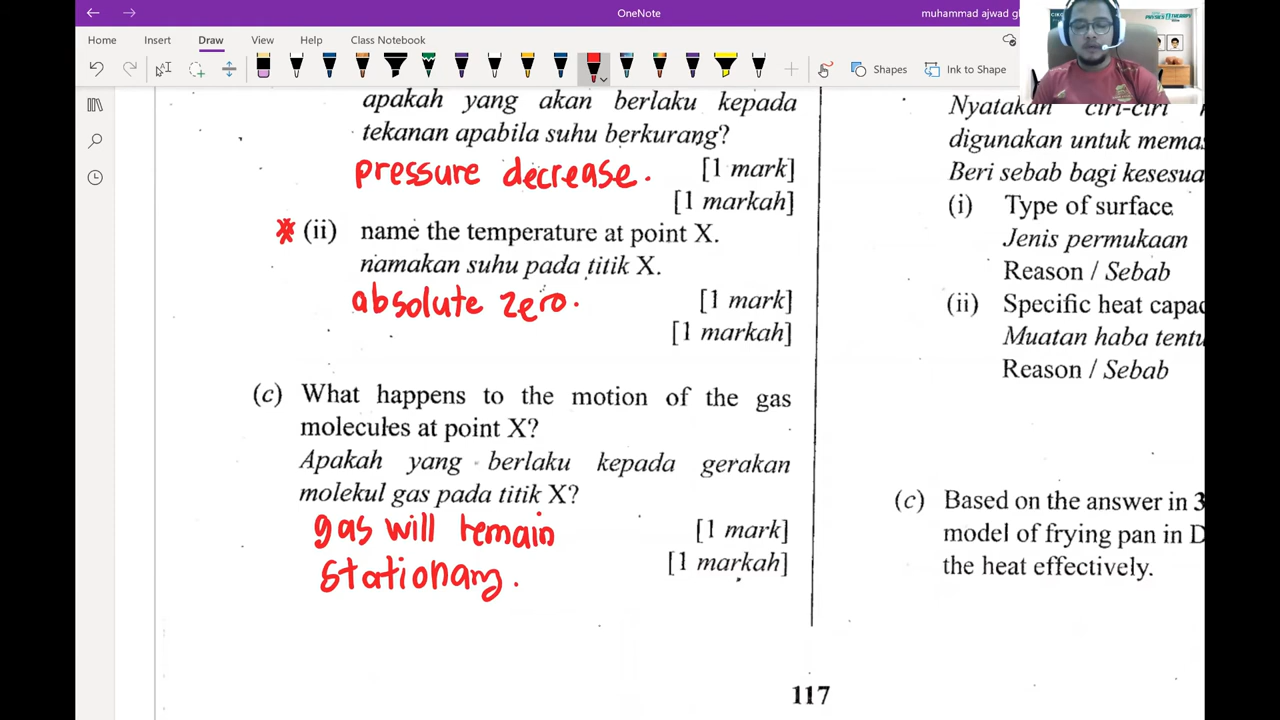 OneNote
muhammad ajwad gh
Home Insert Draw View Help Class Notebook
Shapes
Ink to Shape
apakah yang akan berlaku kepada
tekanan apabila suhu berkurang?
pressure decrease.
[1 mark]
[1 markah]
* (ii) name the temperature at point X.
namakan suhu pada titik X.
absolute zero.
[1 mark]
[1 markah]
(c) What happens to the motion of the gas
molecules at point X?
Apakah yang berlaku kepada gerakan
molekul gas pada titik X?
gas will remain
stationary.
[1 mark]
[1 markah]
117
Nyatakan ciri-ciri
digunakan untuk memas
Beri sebab bagi kesesua
(i) Type of surface
Jenis permukaan
Reason / Sebab
(ii) Specific heat capac
Muatan haba tentu
Reason / Sebab
(c) Based on the answer in 3
model of frying pan in D
the heat effectively.